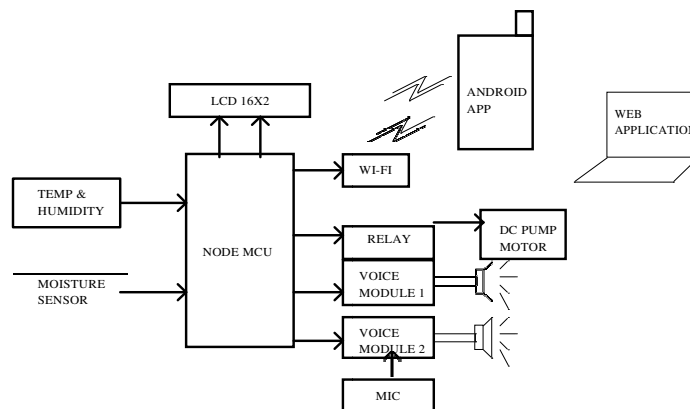 LCD 16X2
ANDROID
APP
WEB
APPLICATION
WI-FI
TEMP &
HUMIDITY
NODE MCU
RELAY
DC PUMP
MOTOR
MOISTURE
SENSOR
VOICE
MODULE 1
VOICE
MODULE 2
MIC